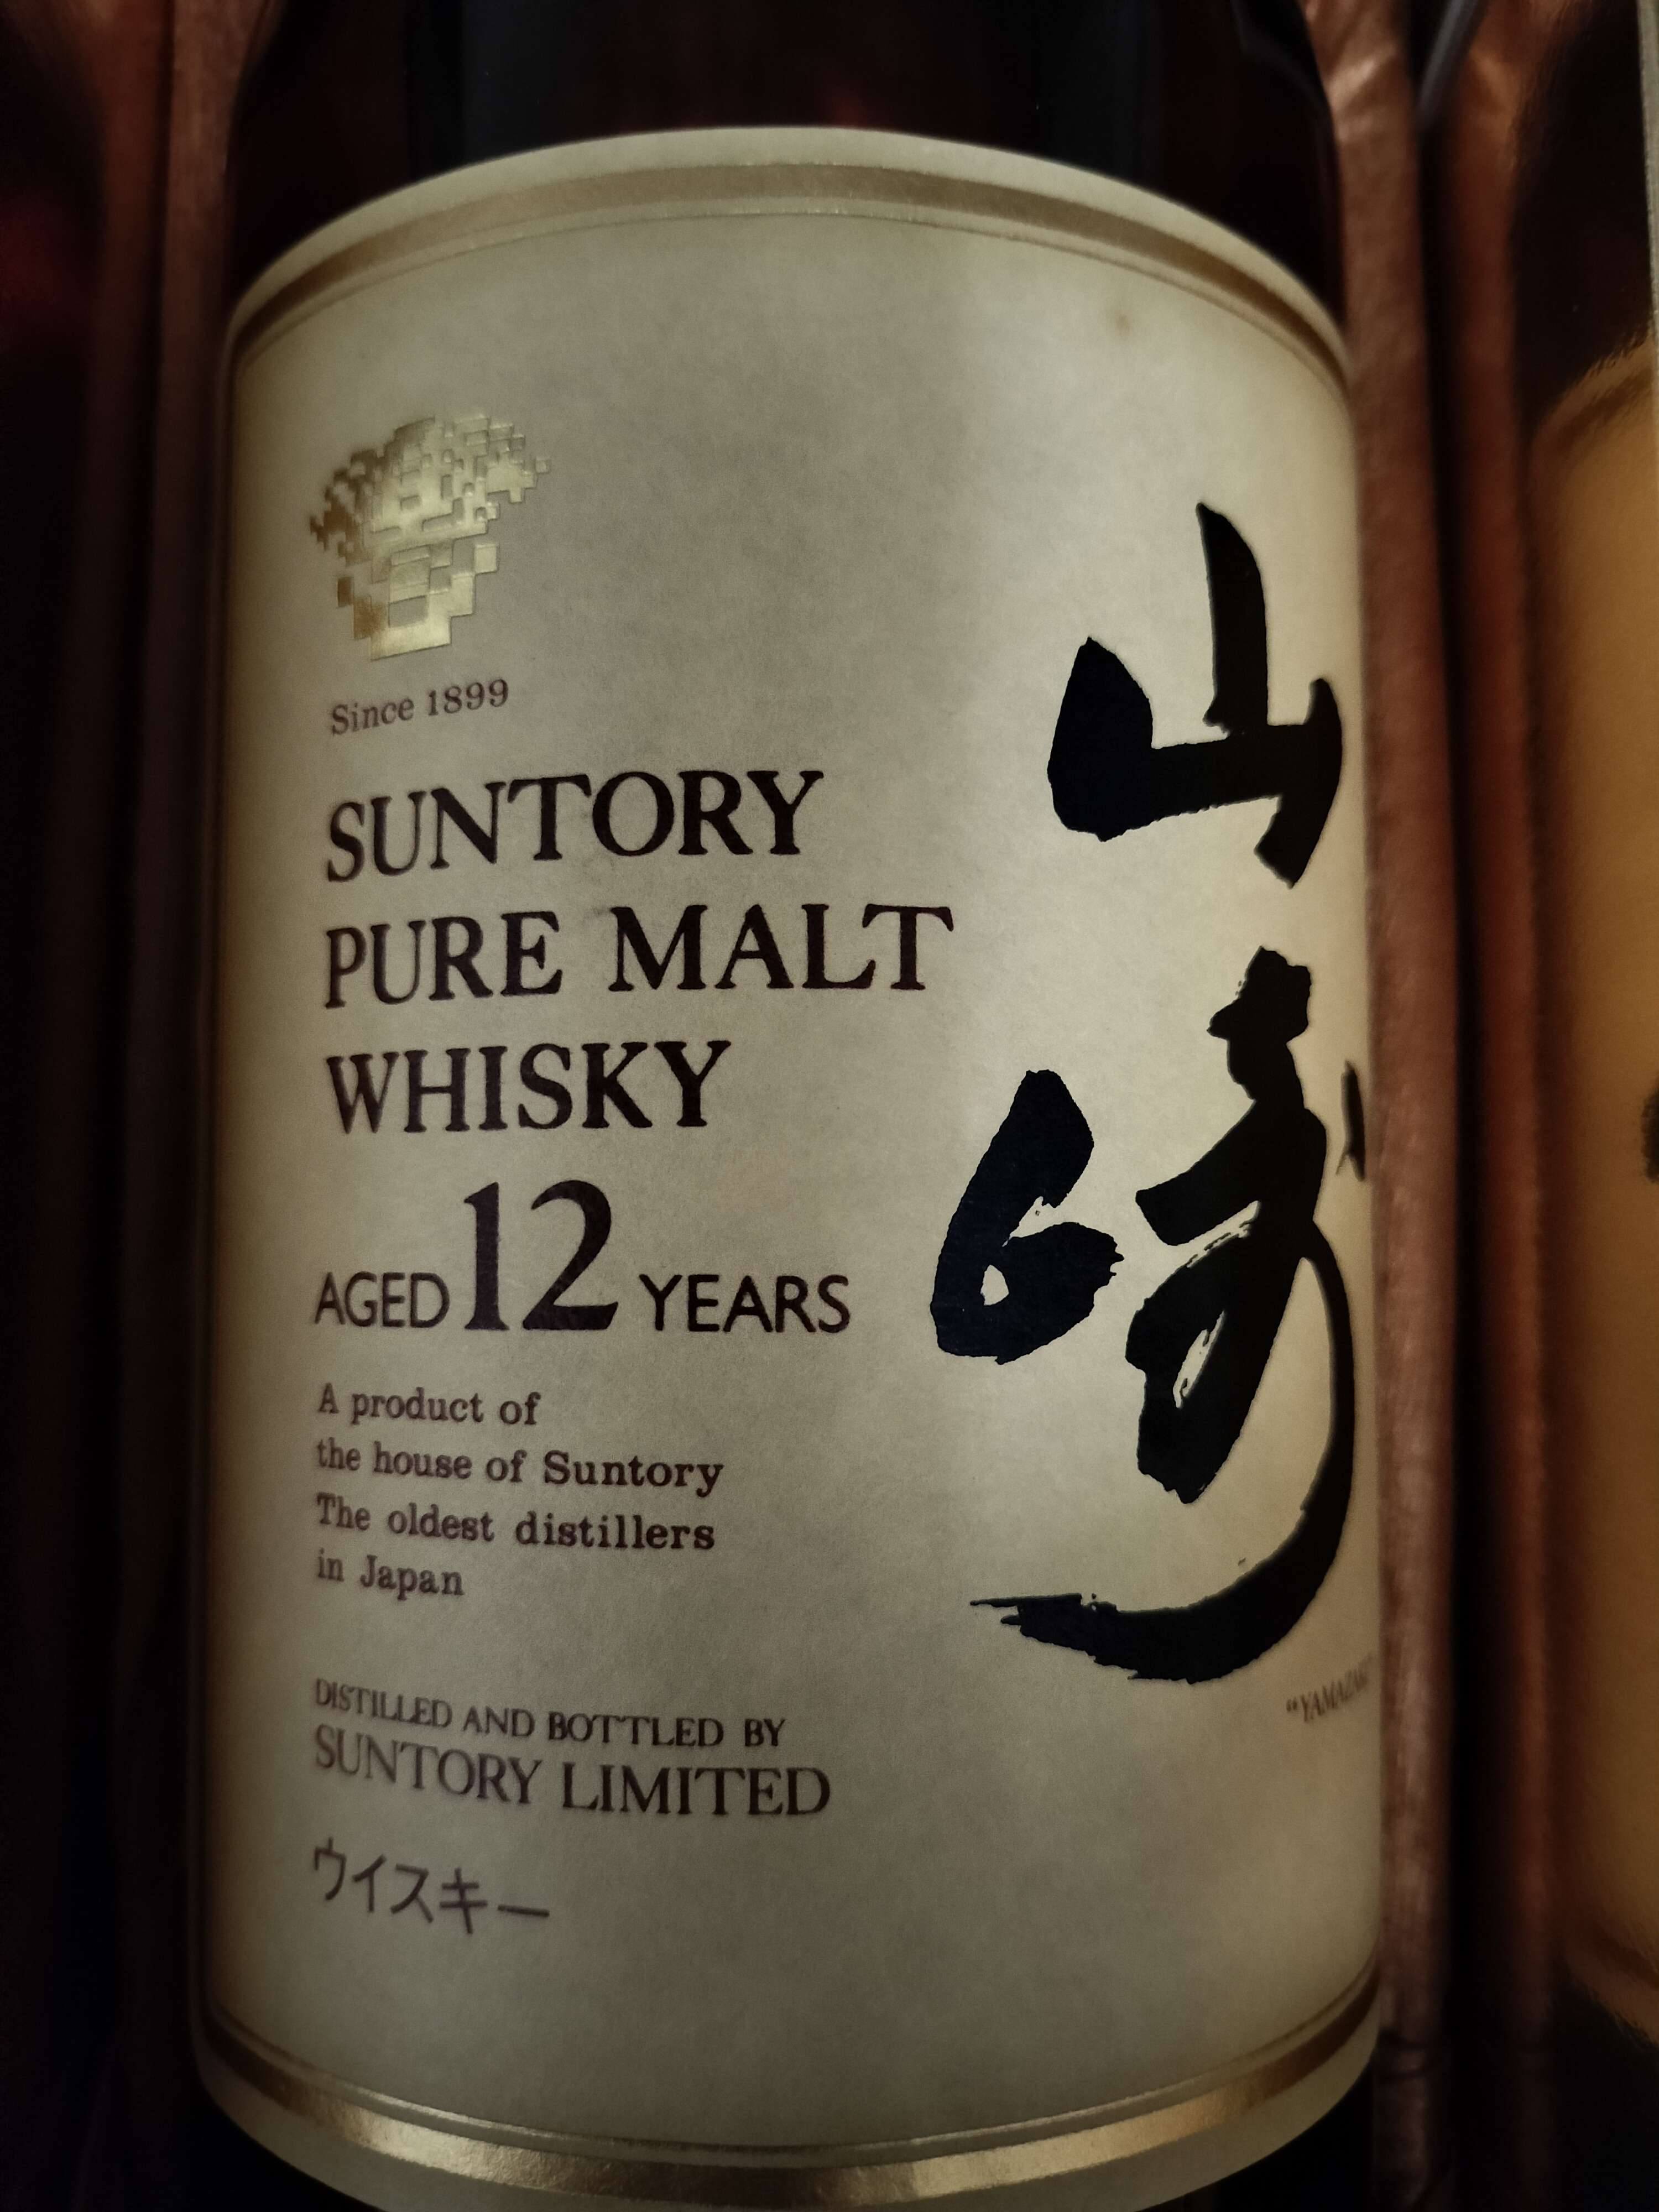 Since 1899
SUNTORY
PURE MALT
WHISKY
AGED 12 YEARS
A product of
the house of Suntory
The oldest distillers
in Japan
DISTILLED AND BOTTLED BY
SUNTORY LIMITED
ウイスキー
山崎
"YAMAZAKI